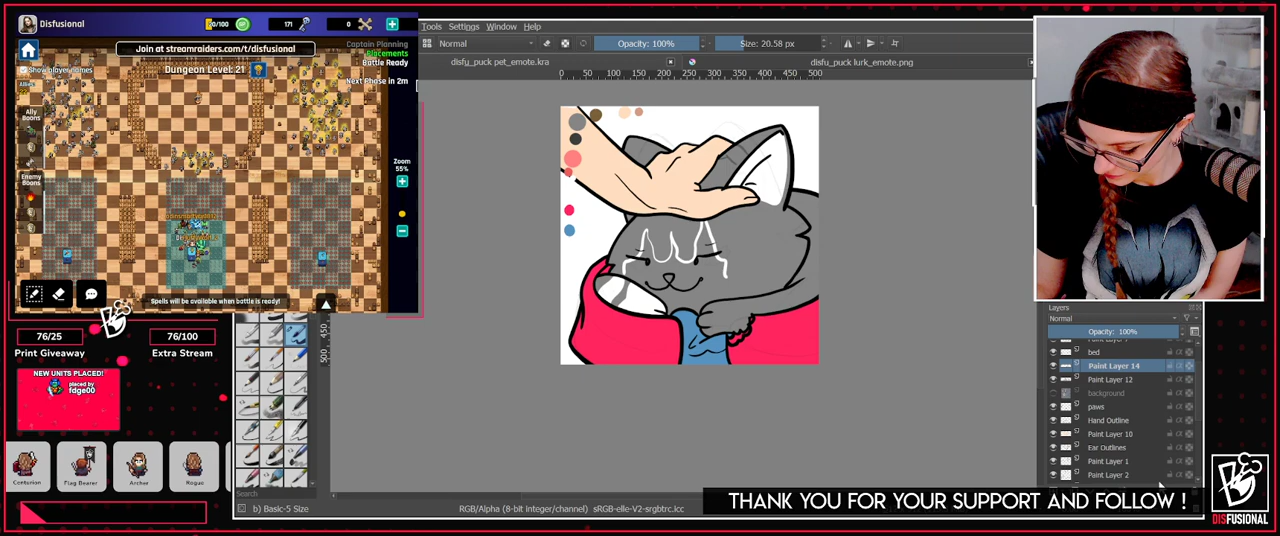 Disfusional
0/100
171
0
Join at streamraiders.com/t/disfusional
Captain Planning
Placements
Battle Ready
Next Phase in 2m
Show player names
Dungeon Level: 21
Allies
Ally
Boons
Enemy
Boons
Zoom
55%
Spells will be available when battle is ready!
76/25
Print Giveaway
76/100
Extra Stream
NEW UNITS PLACED!
placed by
fdge00
Centurion
Flag Bearer
Archer
Rogue
Tools Settings Window Help
Normal
Opacity: 100%
Size: 20.58 px
disfy_puck pet_emote.kra
disfu_puck lurk_emote.png
0 50 100 150 200 250 300 350 400 450 500
450
500
Search
b) Basic-5 Size
RGB/Alpha (8-bit integer/channel) sRGB-elle-V2-srgbtrc.icc
Layers
Normal
Opacity: 100%
bed
Paint Layer 14
Paint Layer 12
background
paws
Hand Outline
Paint Layer 10
Ear Outlines
Paint Layer 1
Paint Layer 2
THANK YOU FOR YOUR SUPPORT AND FOLLOW !
DISFUSIONAL